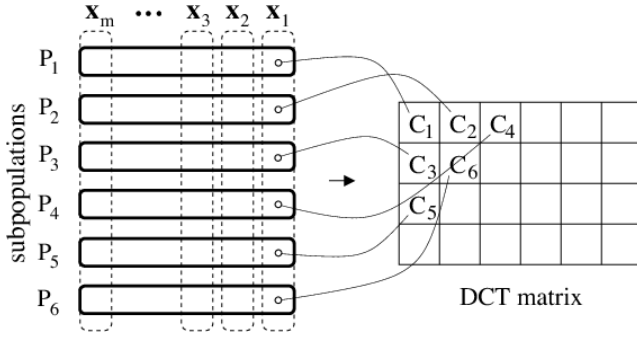 x_m ••• x_3 x_2 x_1
subpopulations
P_1
P_2
P_3
P_4
P_5
P_6
C_1 C_2 C_4
C_3 C_6
C_5
DCT matrix